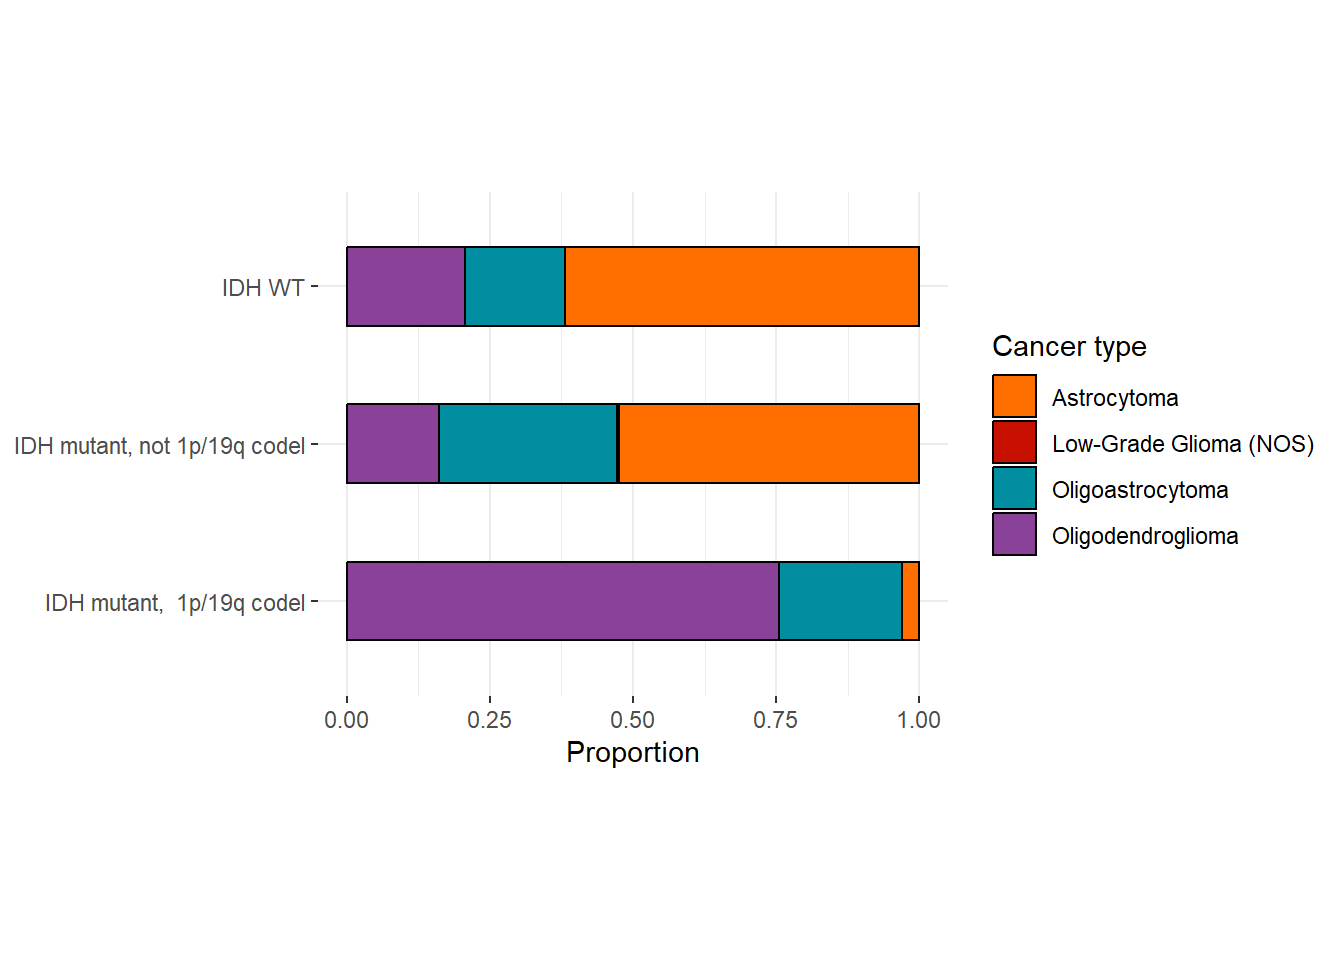 IDH WT
IDH mutant, not 1p/19q codel
IDH mutant,  1p/19q codel
0.00 0.25 0.50 0.75 1.00
Proportion
Cancer type
Astrocytoma
Low-Grade Glioma (NOS)
Oligoastrocytoma
Oligodendroglioma